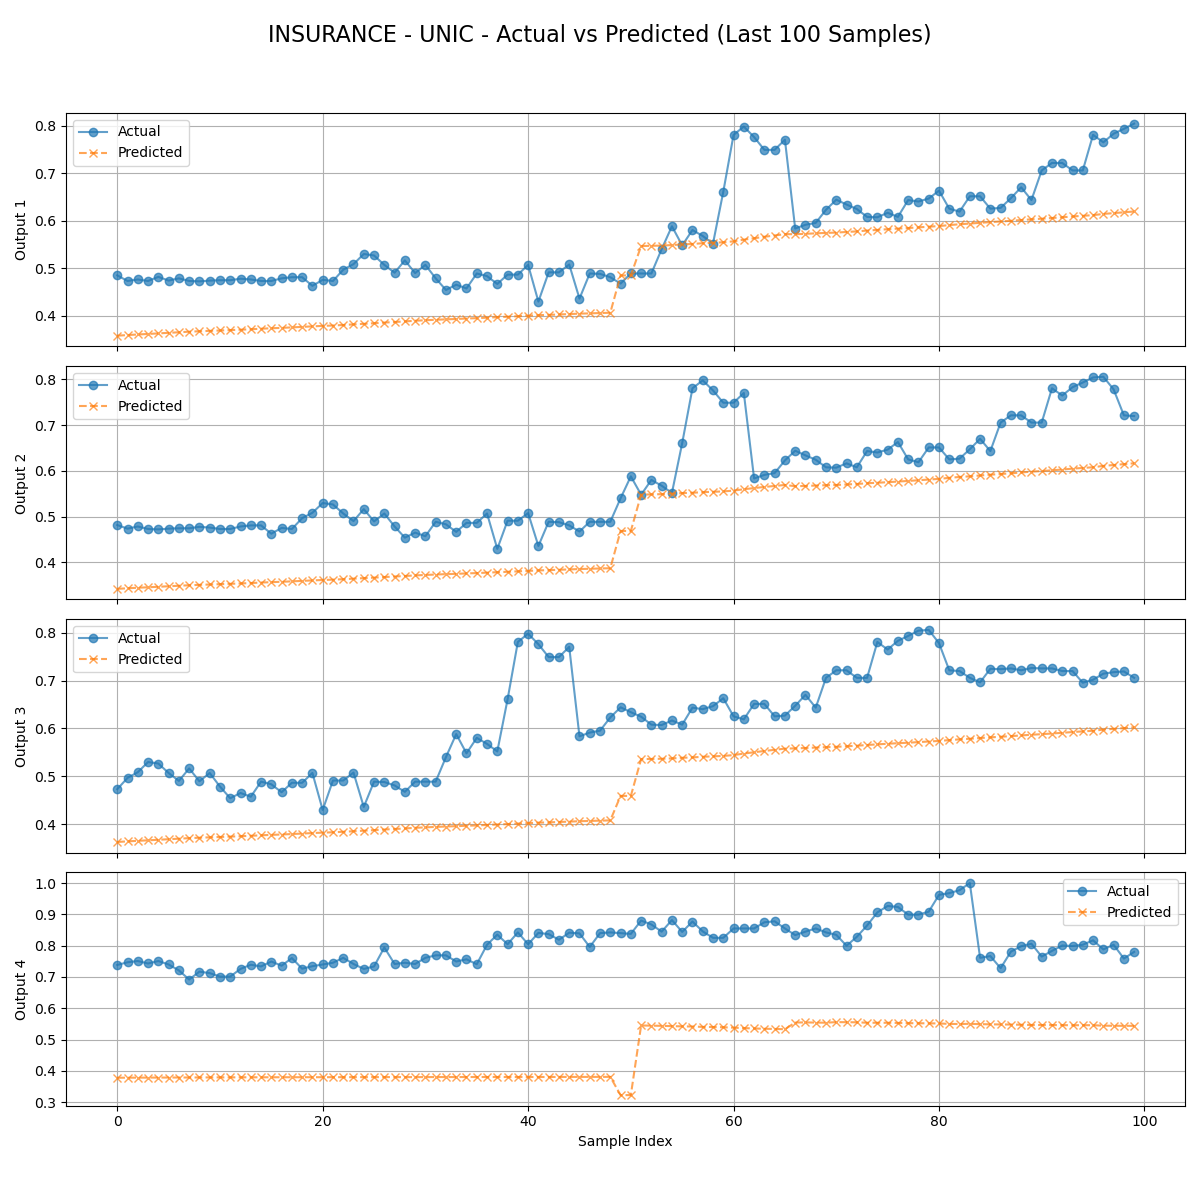 INSURANCE - UNIC - Actual vs Predicted (Last 100 Samples)
Actual
Predicted
Output 1
0.8
0.7
0.6
0.5
0.4
Actual
Predicted
Output 2
0.8
0.7
0.6
0.5
0.4
Actual
Predicted
Output 3
0.8
0.7
0.6
0.5
0.4
Actual
Predicted
Output 4
1.0
0.9
0.8
0.7
0.6
0.5
0.4
0.3
0 20 40 60 80 100
Sample Index